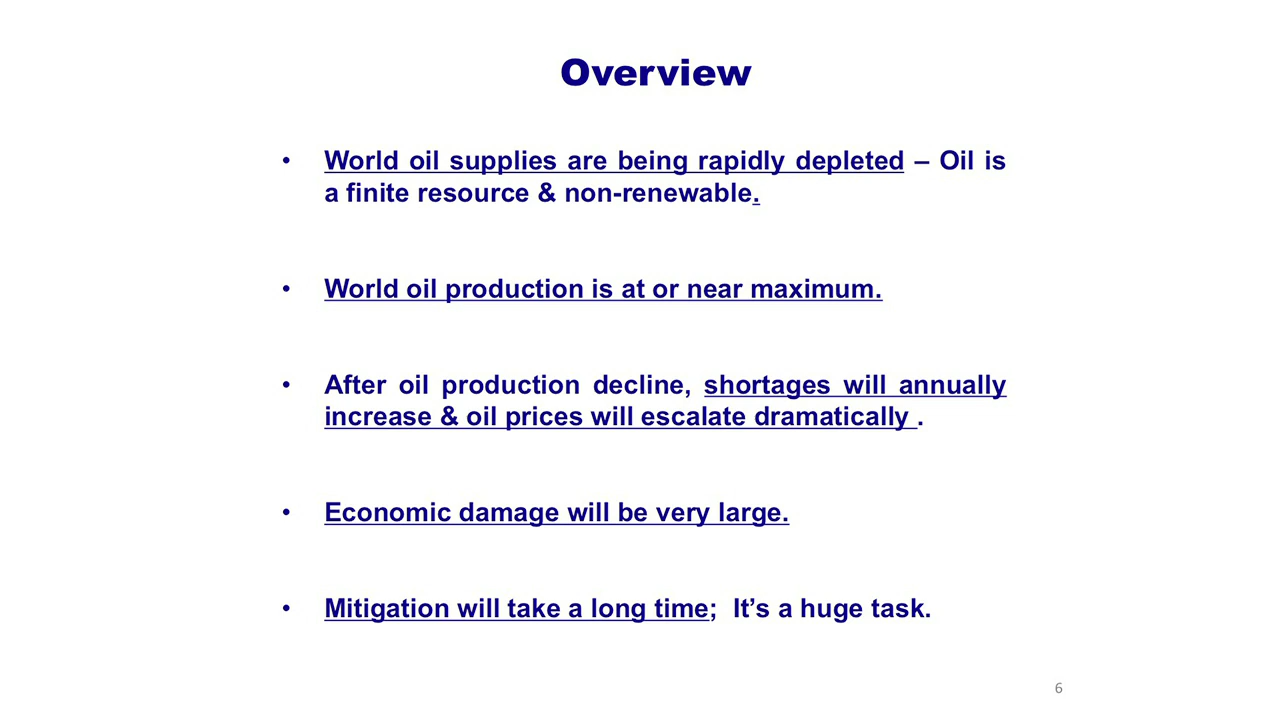 Overview
• World oil supplies are being rapidly depleted – Oil is
a finite resource & non-renewable.
• World oil production is at or near maximum.
• After oil production decline, shortages will annually
increase & oil prices will escalate dramatically .
• Economic damage will be very large.
• Mitigation will take a long time;  It’s a huge task.
6